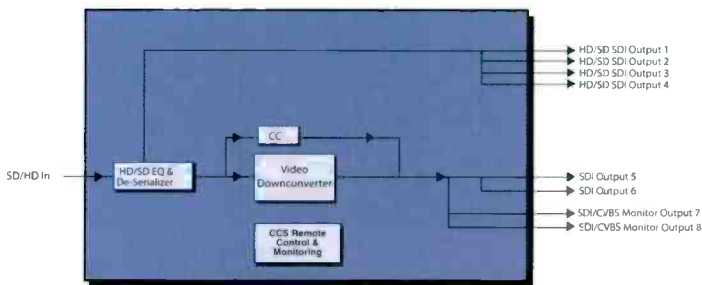 HD/SD SDI Output 1
HD/SD SDI Output 2
HD/SD SDI Output 3
HD/SD SDI Output 4
CC
SD/HD In
HD/SD EQ &
De-Serializer
Video
Downconverter
SDI Output 5
SDI Output 6
SDI/CVBS Monitor Output 7
SDI/CVBS Monitor Output 8
CCS Remote
Control &
Monitoring